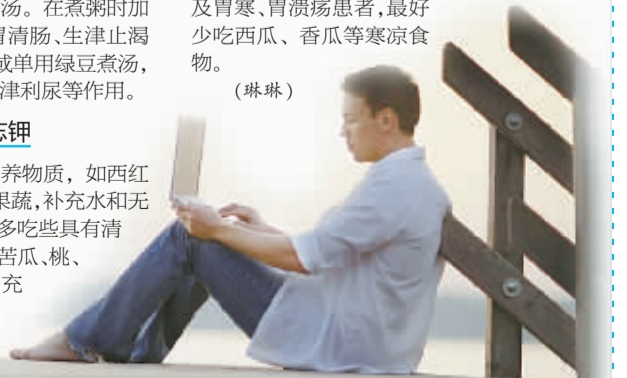 汤。在煮粥时加
胃清肠、生津止渴
或单用绿豆煮汤，
津利尿等作用。
忘钾
养物质，如西红
果蔬，补充水和无
多吃些具有清
苦瓜、桃、
充
及胃寒、胃溃疡患者，最好
少吃西瓜、香瓜等寒凉食
物。
（琳琳）